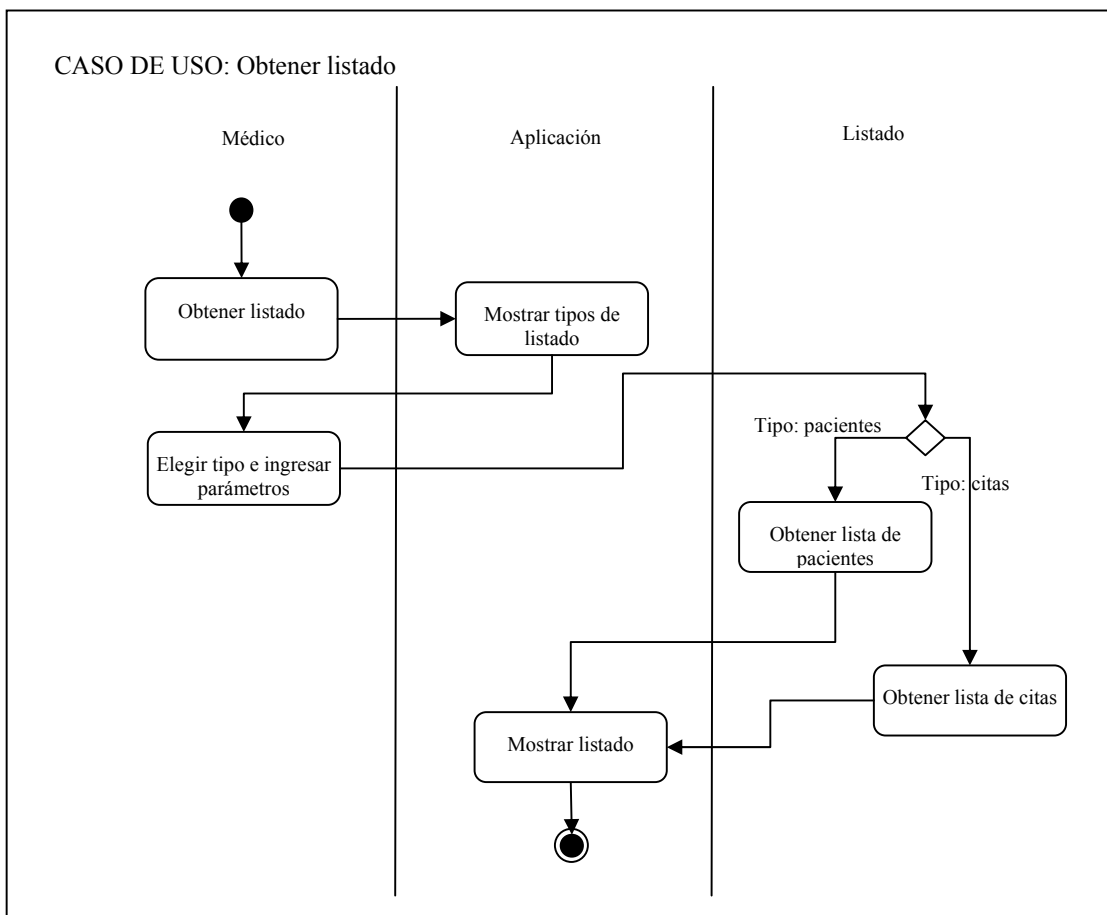 CASO DE USO: Obtener listado
Médico
Aplicación
Listado
Obtener listado
Mostrar tipos de
listado
Elegir tipo e ingresar
parámetros
Tipo: pacientes
Tipo: citas
Obtener lista de
pacientes
Obtener lista de citas
Mostrar listado